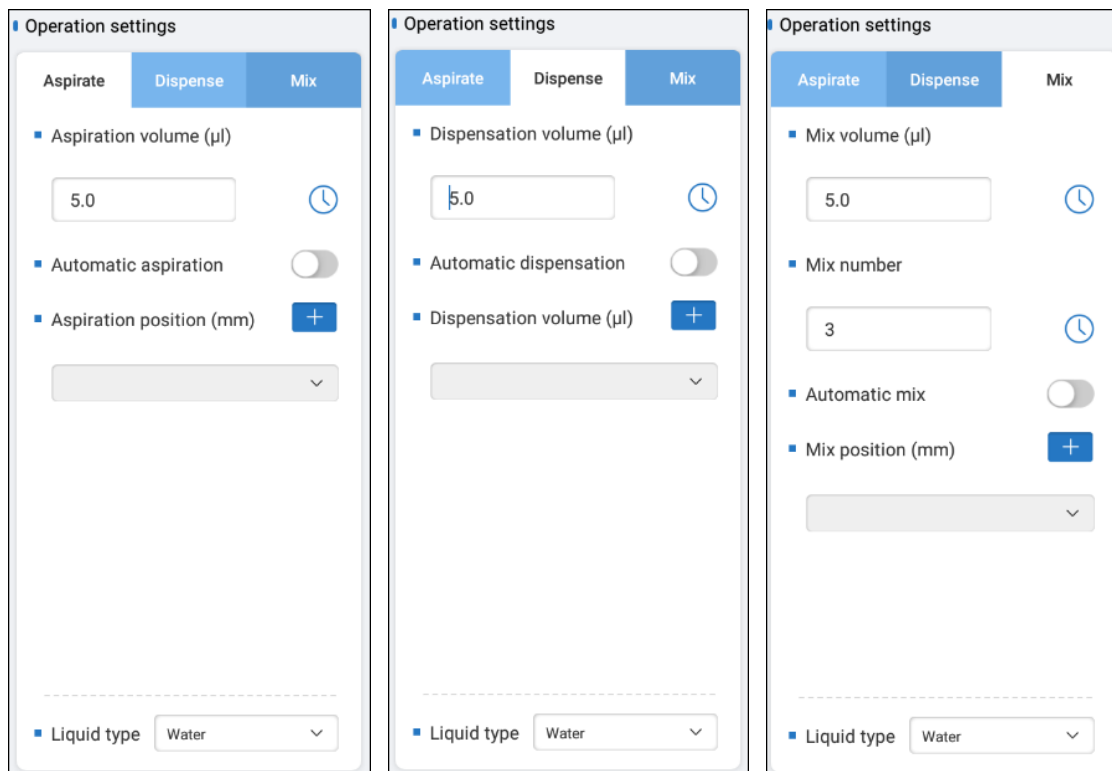 Operation settings
Aspirate Dispense Mix
Aspiration volume (µl)
5.0
Automatic aspiration
Aspiration position (mm)
Liquid type Water
Operation settings
Aspirate Dispense Mix
Dispensation volume (µl)
5.0
Automatic dispensation
Dispensation volume (µl)
Liquid type Water
Operation settings
Aspirate Dispense Mix
Mix volume (µl)
5.0
Mix number
3
Automatic mix
Mix position (mm)
Liquid type Water